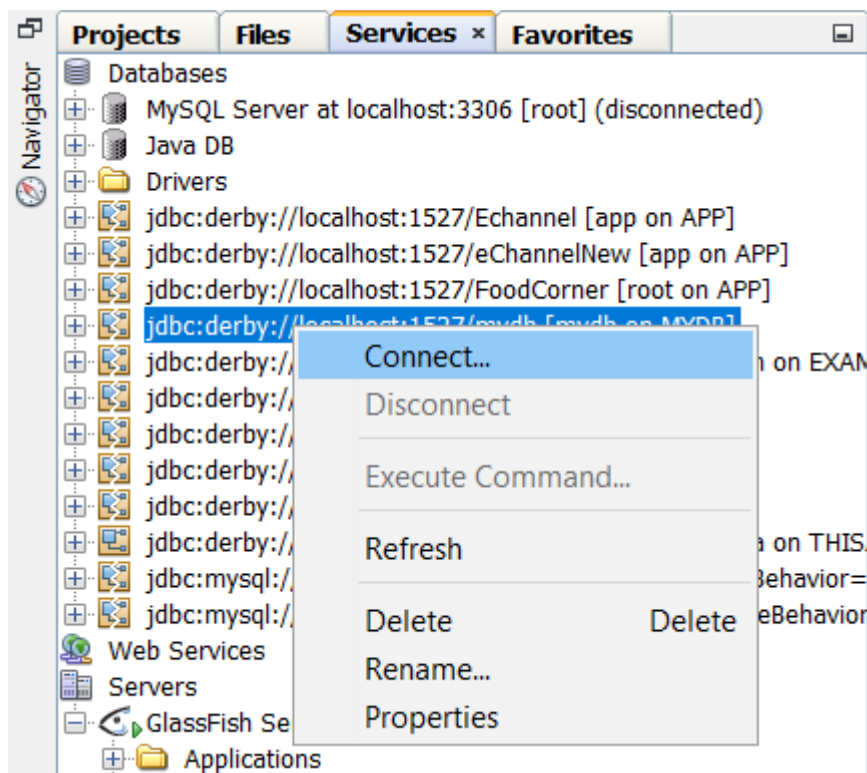 Projects Files Services × Favorites
Navigator
Databases
MySQL Server at localhost:3306 [root] (disconnected)
Java DB
Drivers
jdbc:derby://localhost:1527/Echannel [app on APP]
jdbc:derby://localhost:1527/eChannelNew [app on APP]
jdbc:derby://localhost:1527/FoodCorner [root on APP]
jdbc:derby://localhost:1527/mydb [mydb on MYDB]
jdbc:derby:/ on EXAM
jdbc:derby:/
jdbc:derby:/
jdbc:derby:/
jdbc:derby:/
jdbc:derby:/ on THIS.
jdbc:mysql:/ Behavior=
jdbc:mysql:/ eBehavior
Connect...
Disconnect
Execute Command...
Refresh
Delete Delete
Rename...
Properties
Web Services
Servers
GlassFish Se
Applications